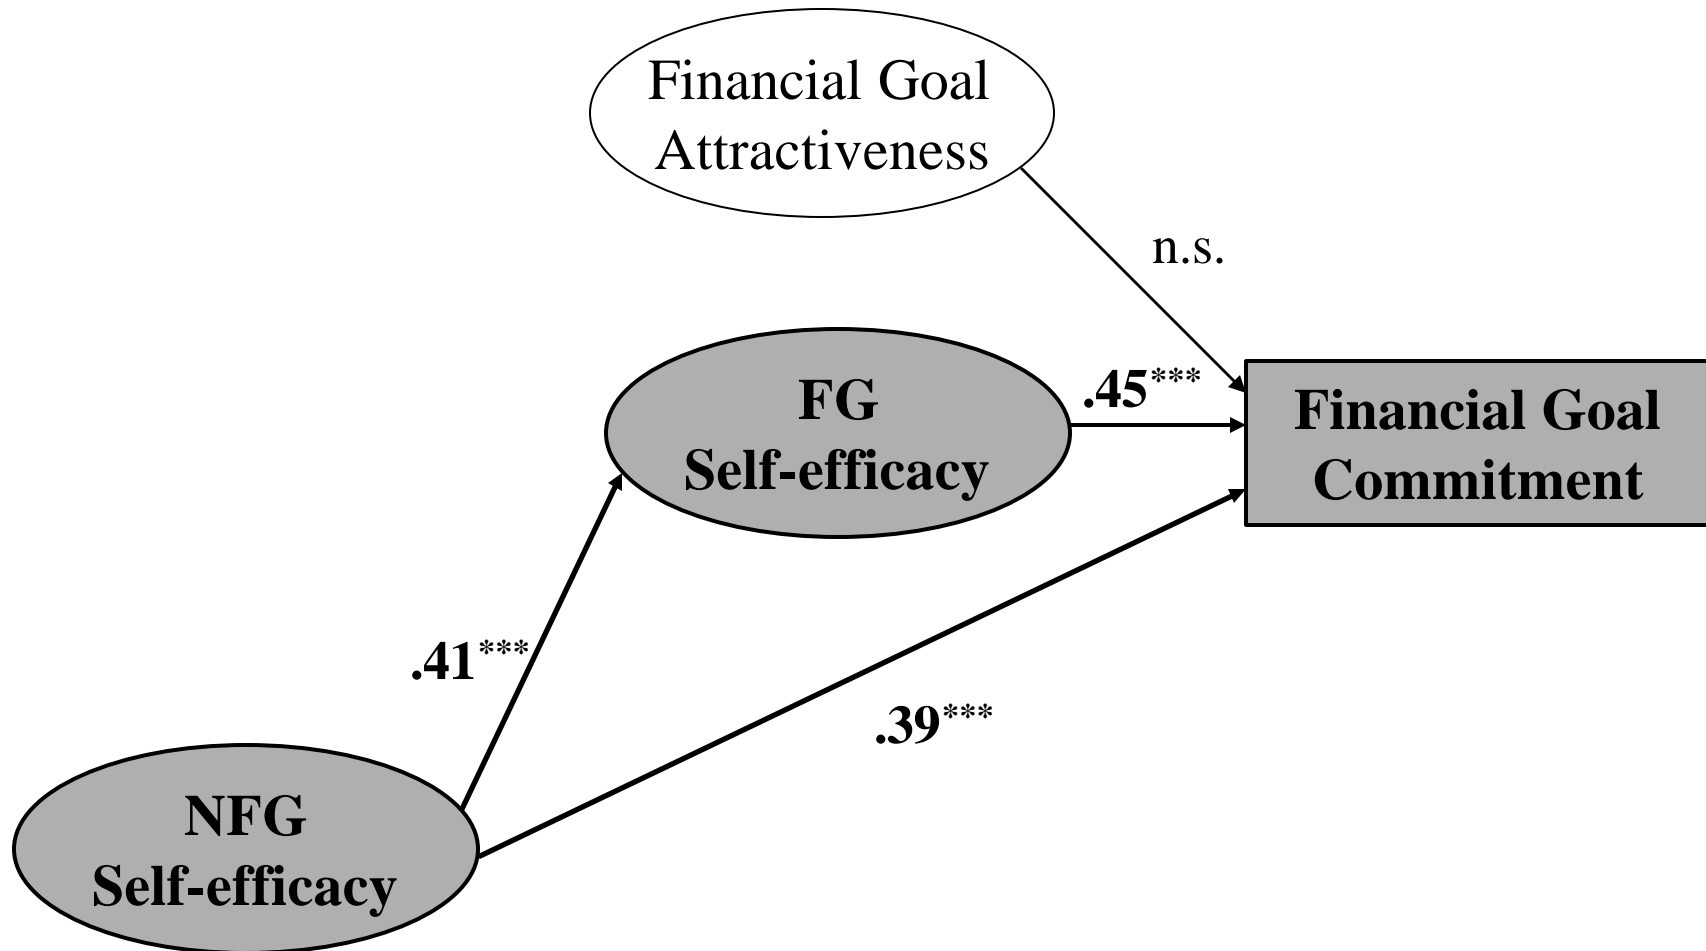 Financial Goal
Attractiveness
n.s.
FG
Self-efficacy
.45***
Financial Goal
Commitment
.41***
.39***
NFG
Self-efficacy